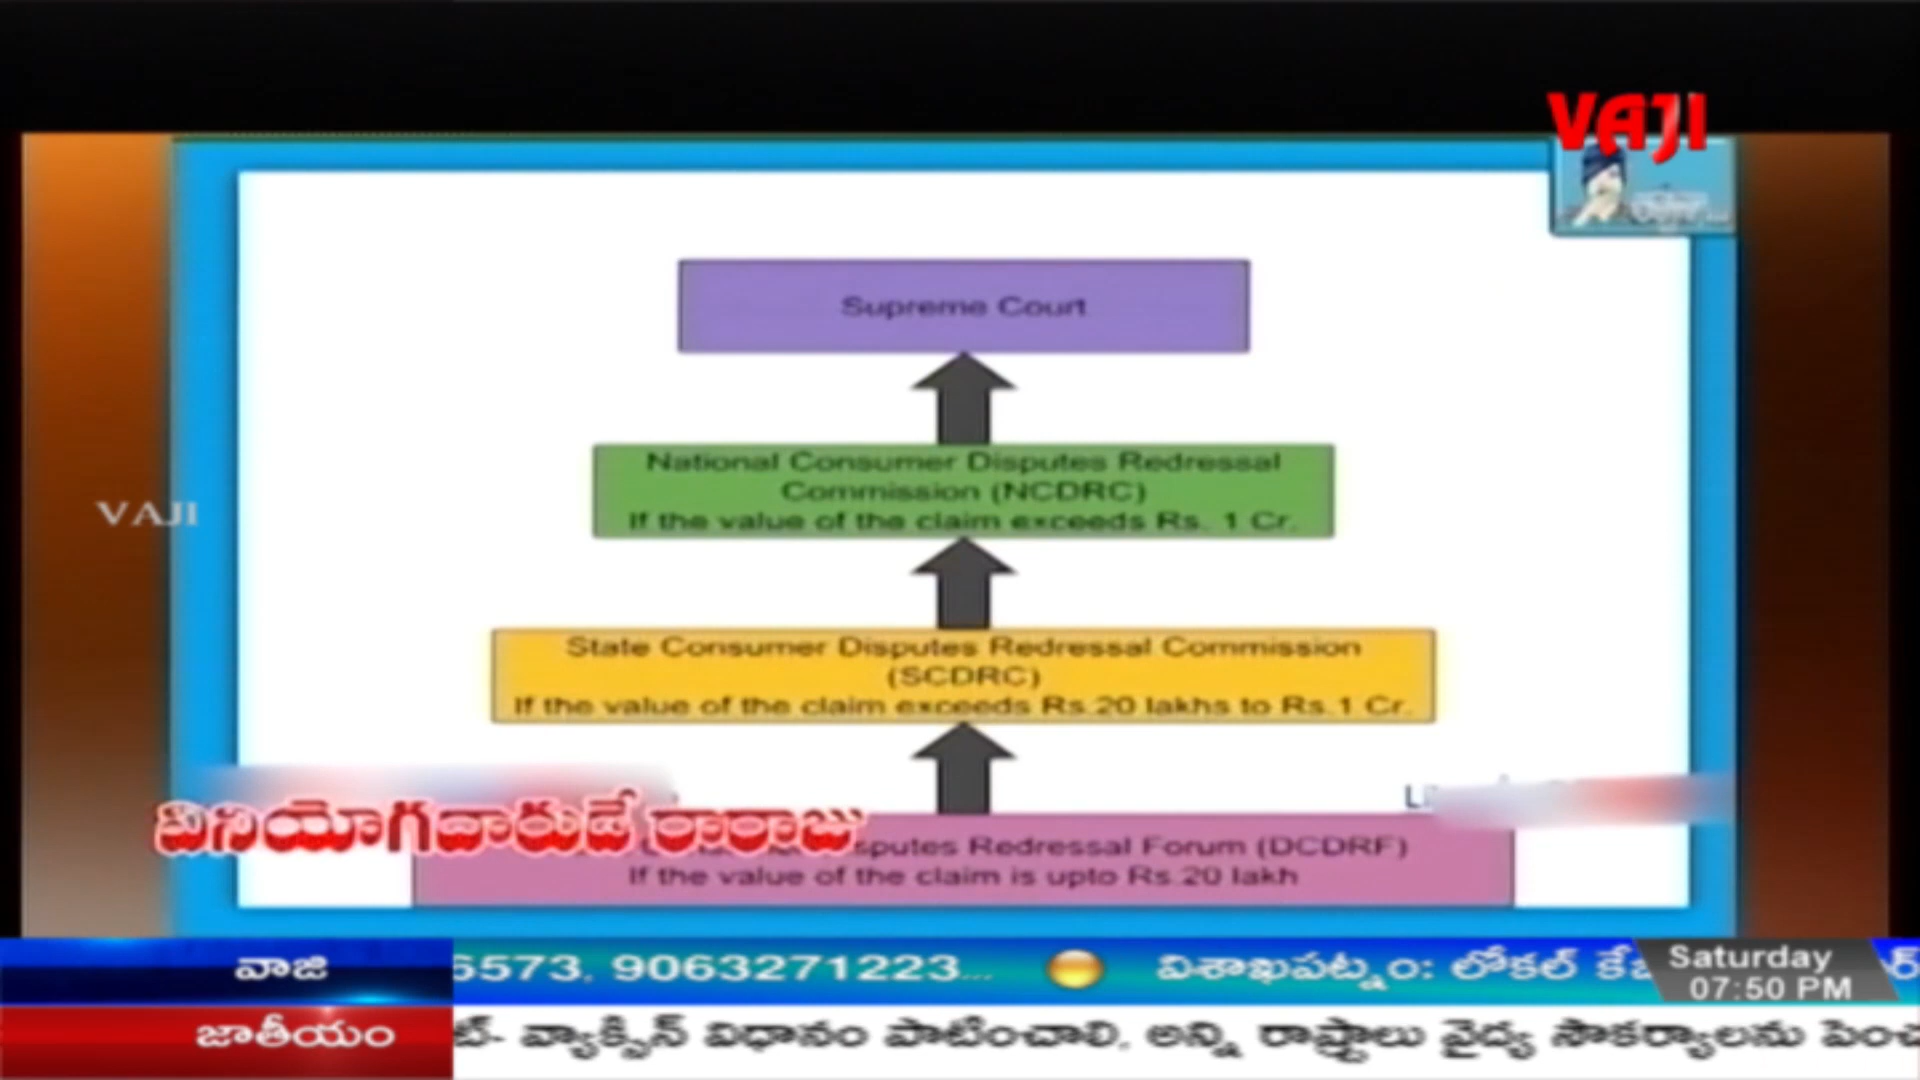 VAJI
Supreme Court
National Consumer Disputes Redressal
Commission (NCDRC)
If the value of the claim exceeds Rs. 1 Cr.
VAJI
State Consumer Disputes Redressal Commission
(SCDRC)
If the value of the claim exceeds Rs.20 lakhs to Rs.1 Cr.
వినియోగదారుడే రారాజు
Redressal Forum (DCDRF)
If the value of the claim is upto Rs.20 lakh
వాజి
6573, 9063271223...
విశాఖపట్నం: లోకల్
Saturday
07:50 PM
జాతీయం
వ్యాక్సిన్ విధానం పాటించాలి, అన్ని రాష్ట్రాలు వైద్య సౌకర్యాలను